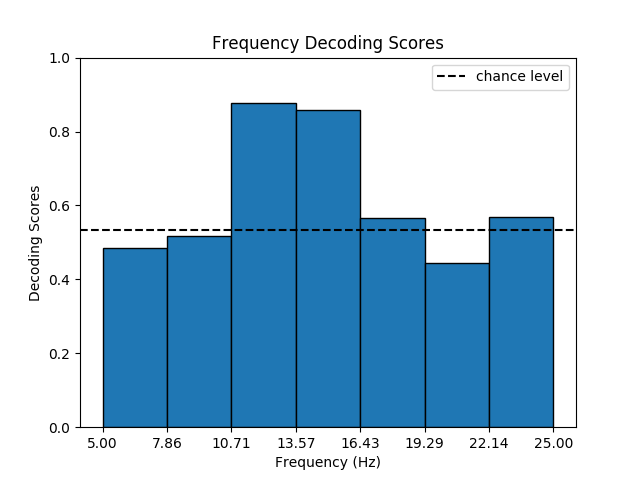 Frequency Decoding Scores
chance level
1.0
0.8
0.6
0.4
0.2
0.0
Decoding Scores
5.00 7.86 10.71 13.57 16.43 19.29 22.14 25.00
Frequency (Hz)